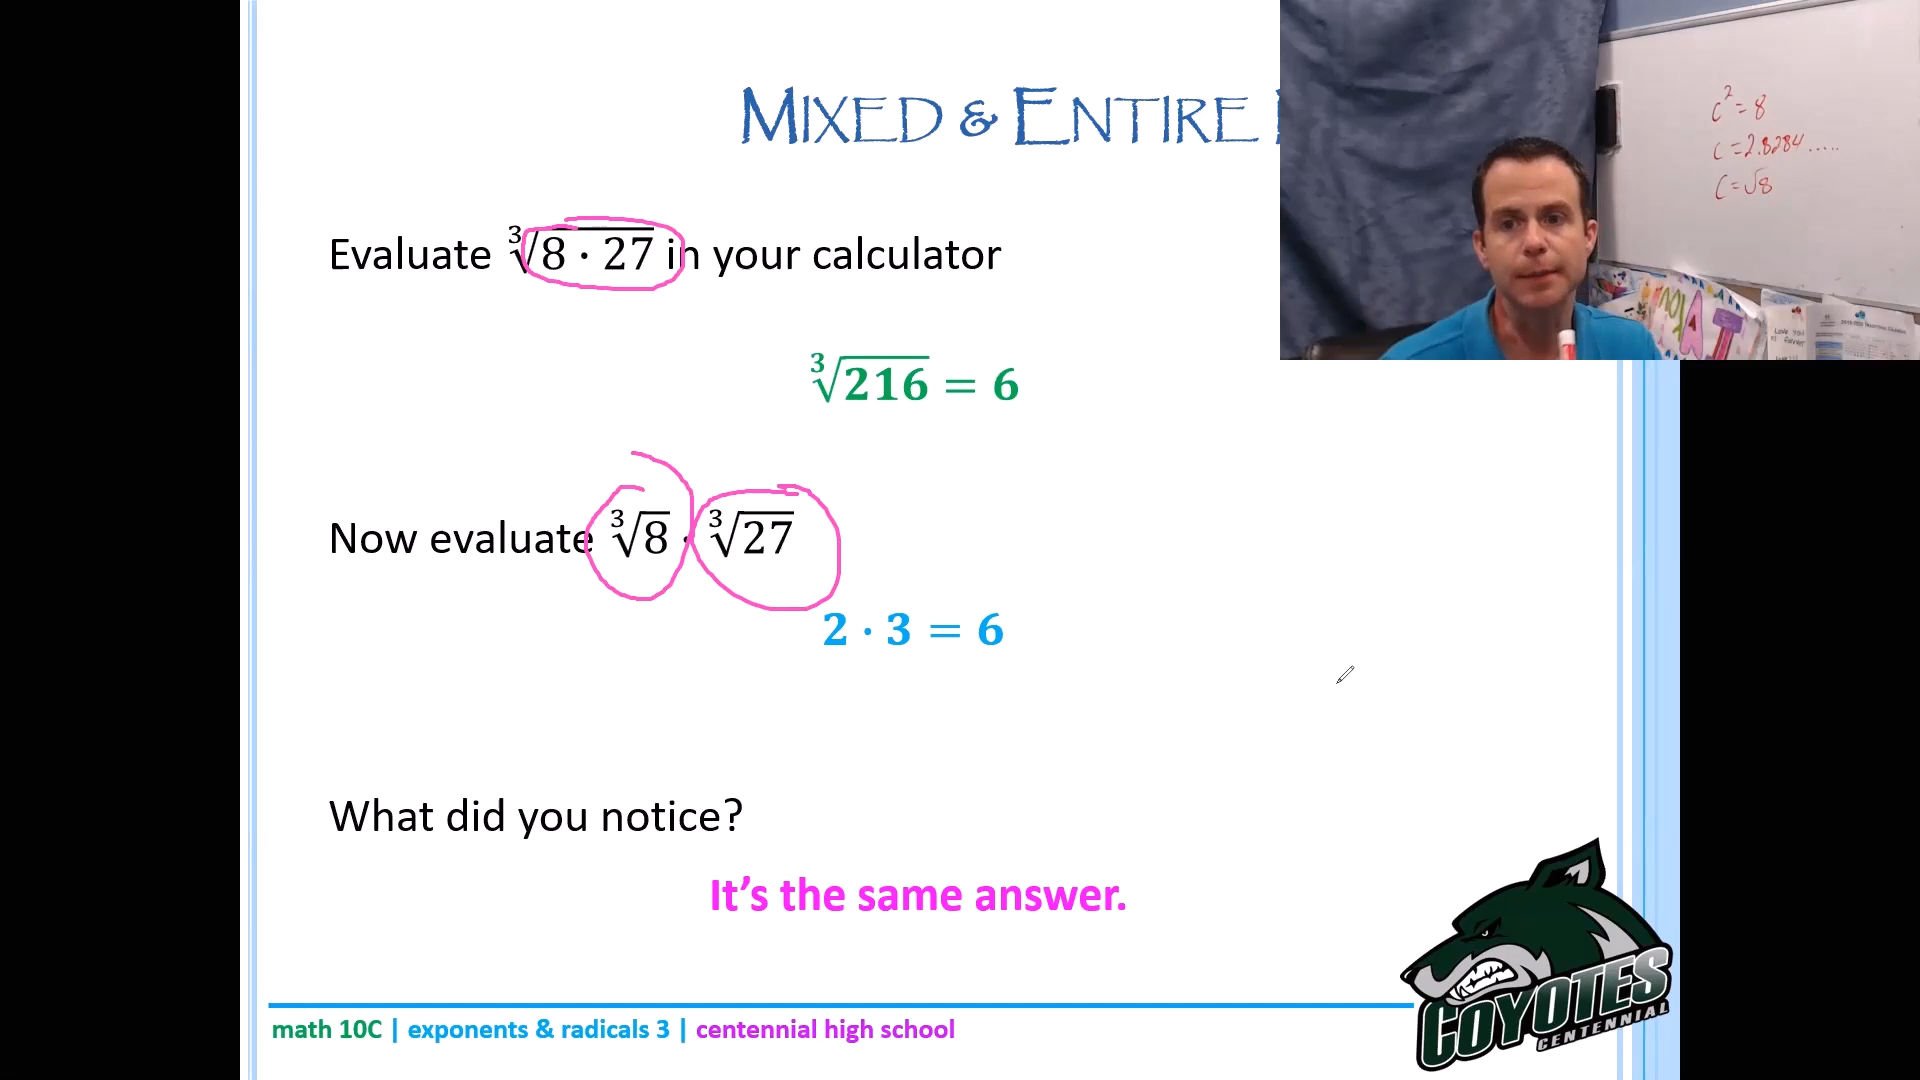 MIXED & ENTIRE
c² = 8
c = 2.8284.....
c = √8
Evaluate ∛(8 · 27) in your calculator
∛216 = 6
Now evaluate ∛8 · ∛27
2 · 3 = 6
What did you notice?
It’s the same answer.
math 10C | exponents & radicals 3 | centennial high school
COYOTES
CENTENNIAL